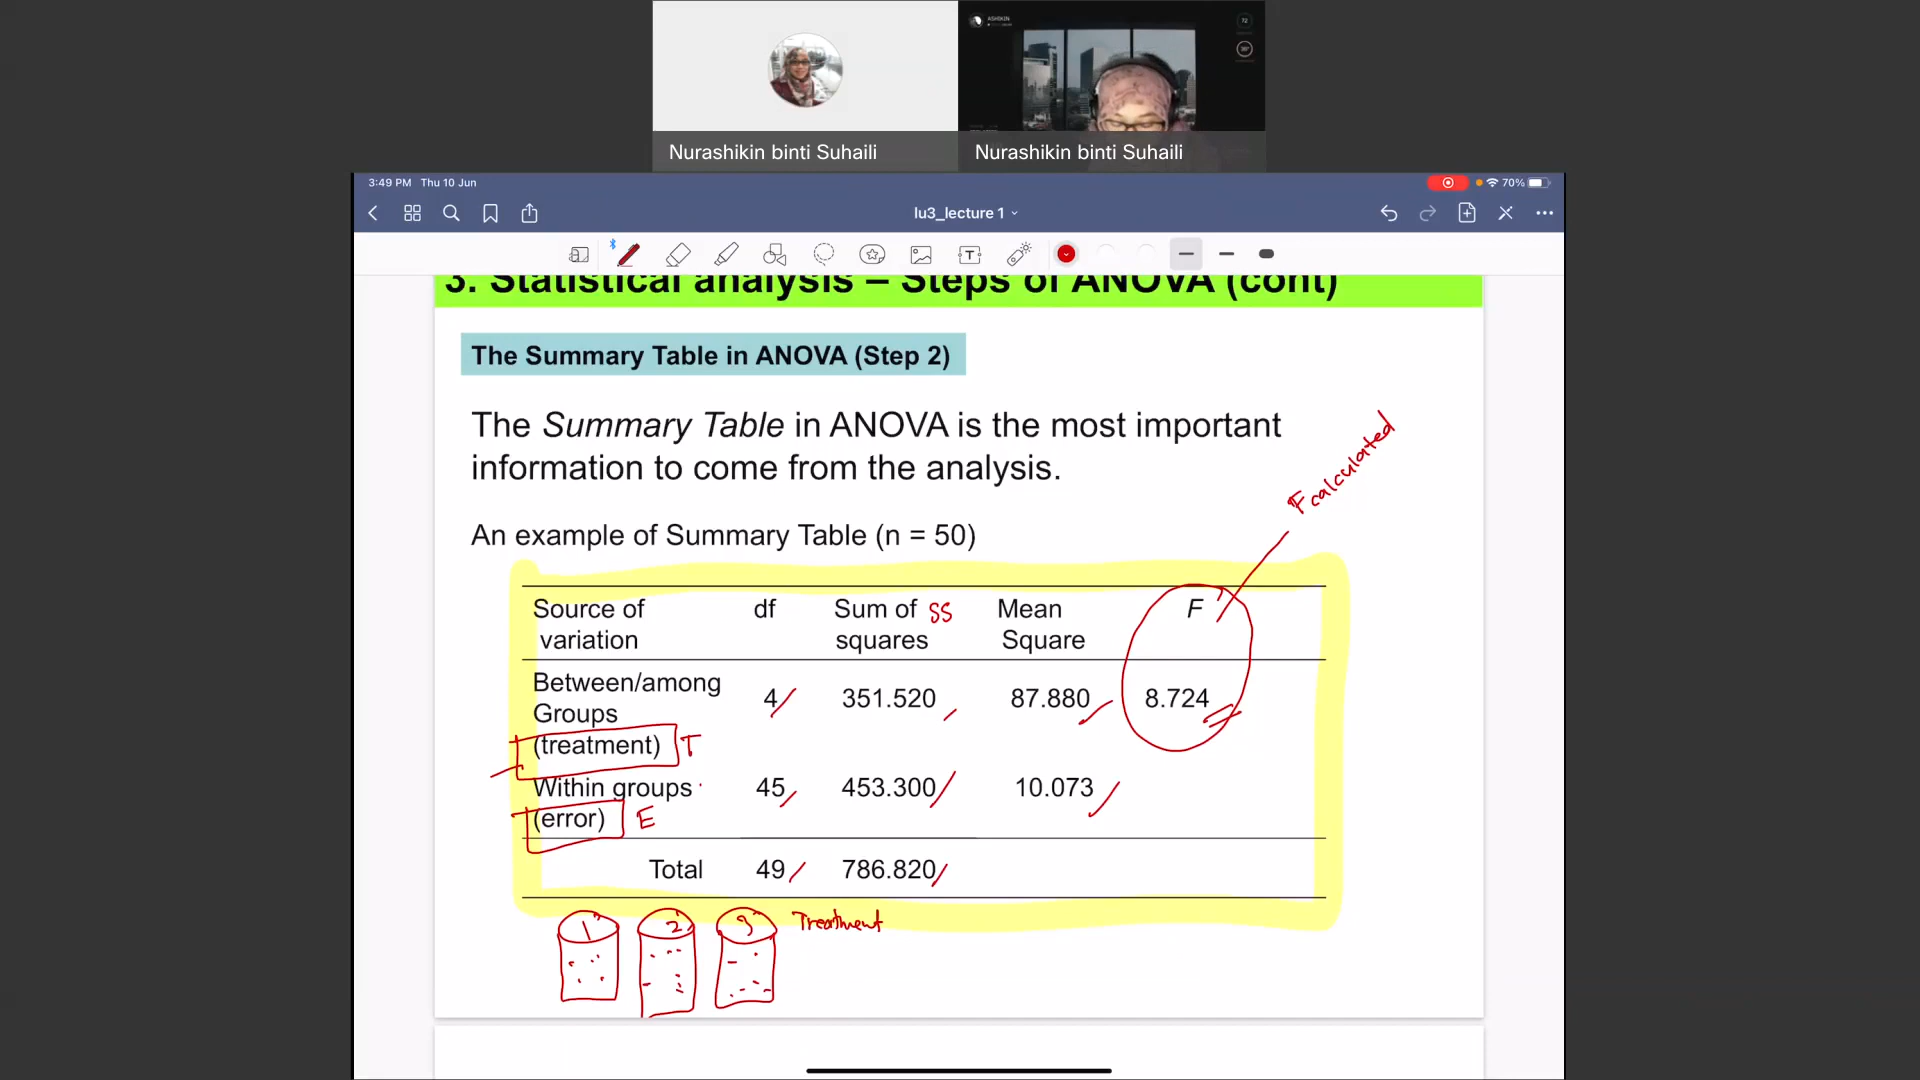 ASHIKIN
72
Nurashikin binti Suhaili
Nurashikin binti Suhaili
3:49 PM Thu 10 Jun
70%
lu3_lecture 1
3. Statistical analysis – Steps of ANOVA (cont)
The Summary Table in ANOVA (Step 2)
The Summary Table in ANOVA is the most important
information to come from the analysis.
F calculated
An example of Summary Table (n = 50)
Source of variation df Sum of squares SS Mean Square F
Between/among Groups (treatment) T 4 351.520 87.880 8.724
Within groups (error) E 45 453.300 10.073
Total 49 786.820
1 2 3 Treatment